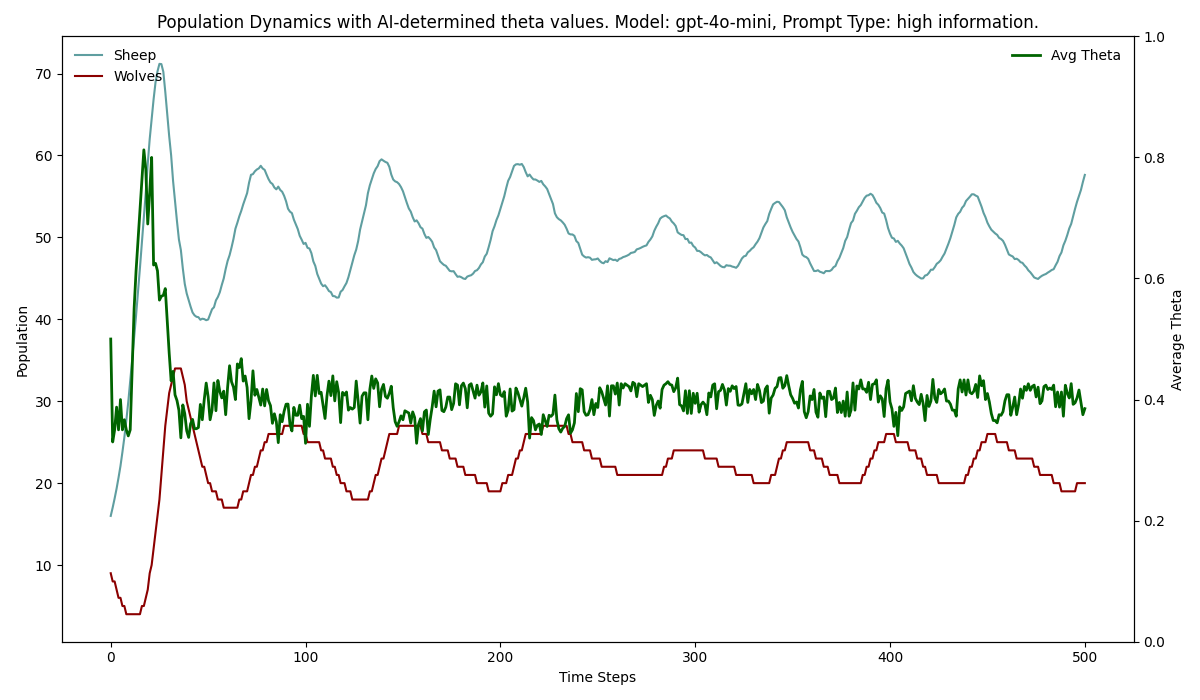 Population Dynamics with AI-determined theta values. Model: gpt-4o-mini, Prompt Type: high information.
Sheep
Wolves
Avg Theta
Population
70
60
50
40
30
20
10
1.0
0.8
0.6
0.4
0.2
0.0
Average Theta
0 100 200 300 400 500
Time Steps